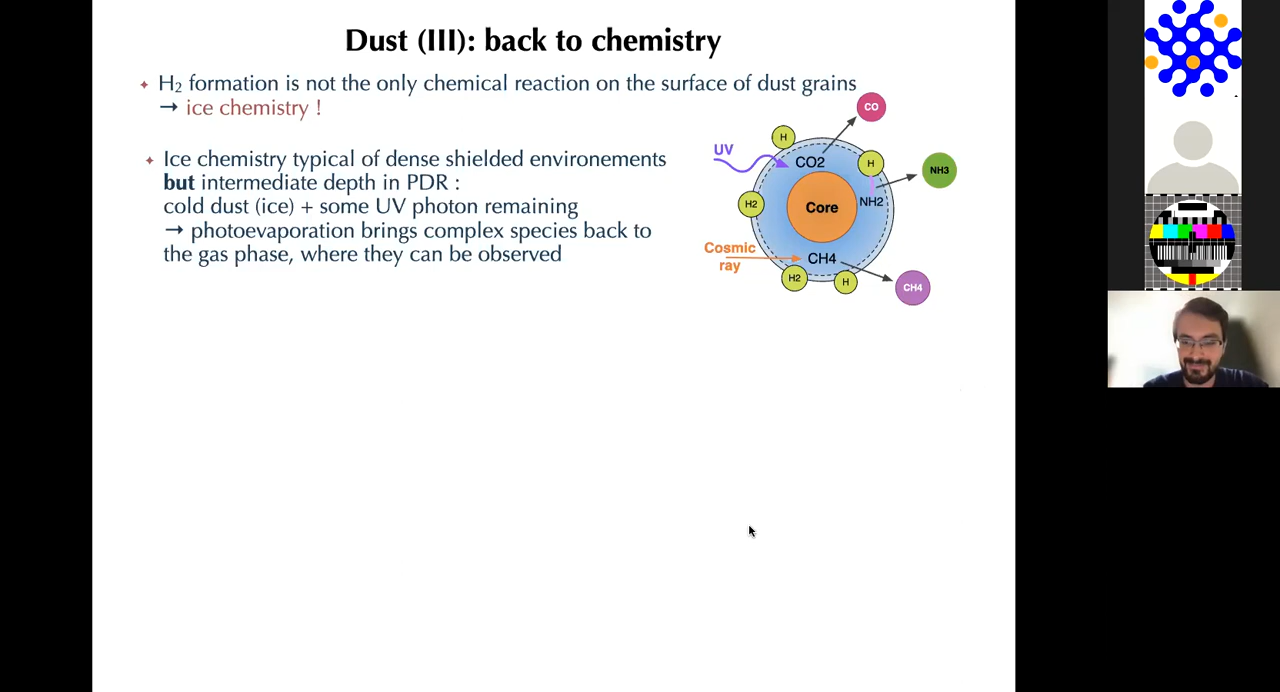 Dust (III): back to chemistry
H2 formation is not the only chemical reaction on the surface of dust grains
→ ice chemistry !
Ice chemistry typical of dense shielded environements
but intermediate depth in PDR :
cold dust (ice) + some UV photon remaining
→ photoevaporation brings complex species back to
the gas phase, where they can be observed
CO
H
UV
CO2
H
NH3
H2
Core
NH2
Cosmic
ray
CH4
H2
H
CH4